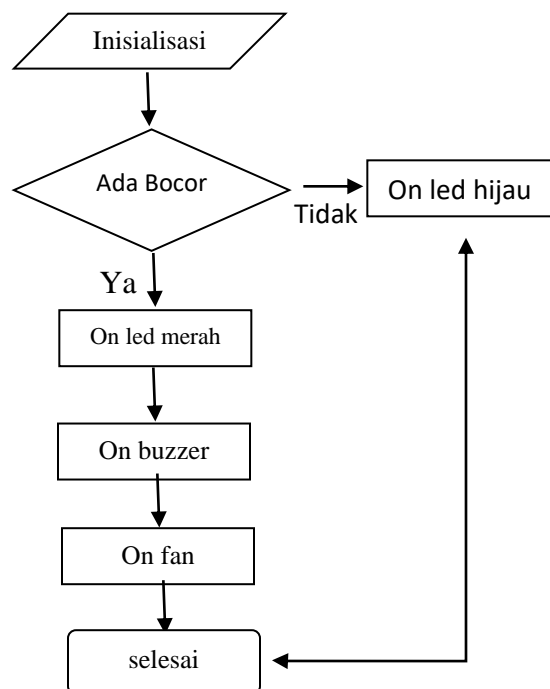 Inisialisasi
Ada Bocor
On led hijau
Tidak
Ya
On led merah
On buzzer
On fan
selesai